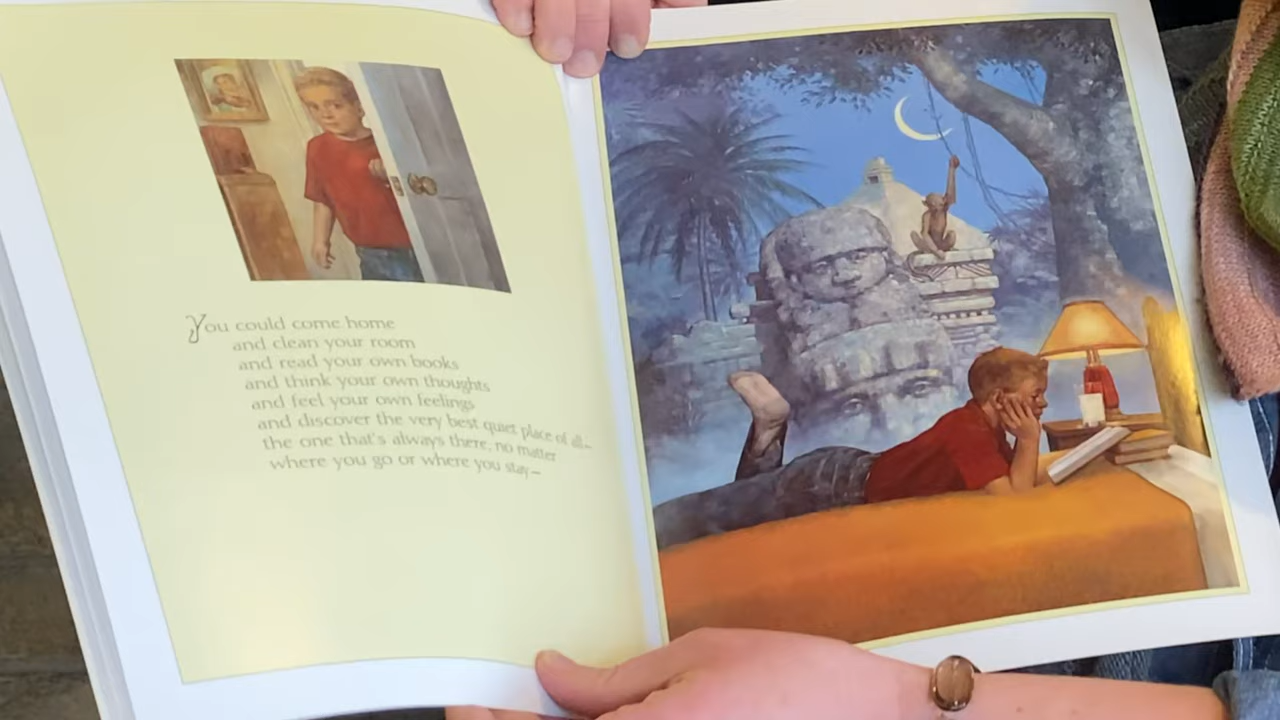 You could come home
and clean your room
and read your own books
and think your own thoughts
and feel your own feelings
and discover the very best quiet place of all—
the one that's always there, no matter
where you go or where you stay—